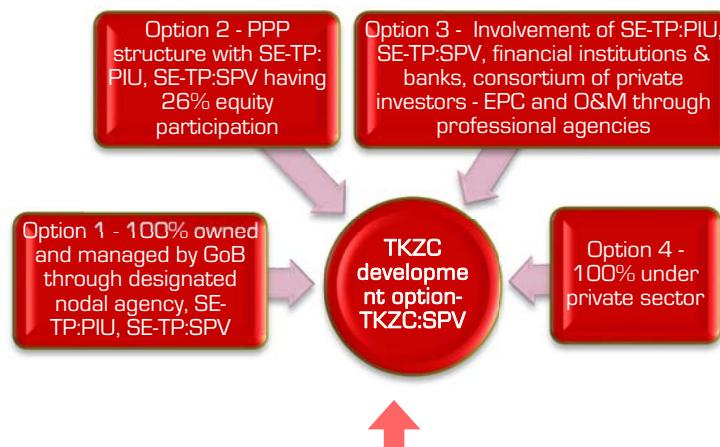 Option 2 - PPP
structure with SE-TP:
PIU, SE-TP:SPV having
26% equity
participation
Option 3 - Involvement of SE-TP:PIU,
SE-TP:SPV, financial institutions &
banks, consortium of private
investors - EPC and O&M through
professional agencies
Option 1 - 100% owned
and managed by GoB
through designated
nodal agency, SE-
TP:PIU, SE-TP:SPV
TKZC
developme
nt option-
TKZC:SPV
Option 4 -
100% under
private sector